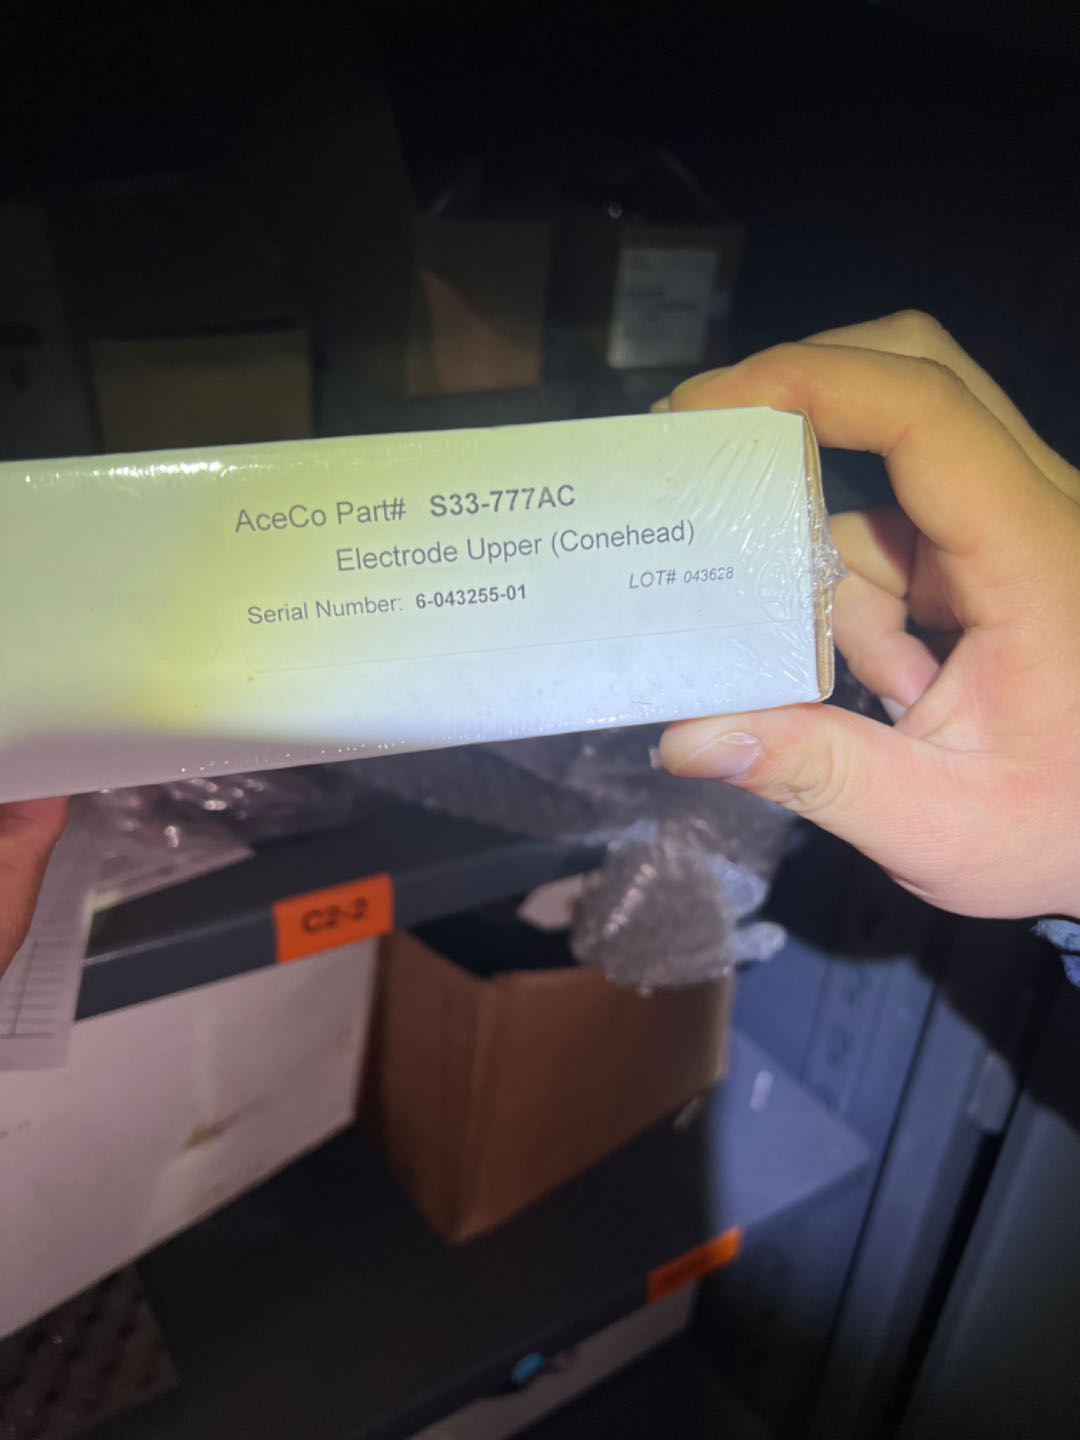 AceCo Part# S33-777AC
Electrode Upper (Conehead)
Serial Number: 6-043255-01 LOT# 043628
C2-2